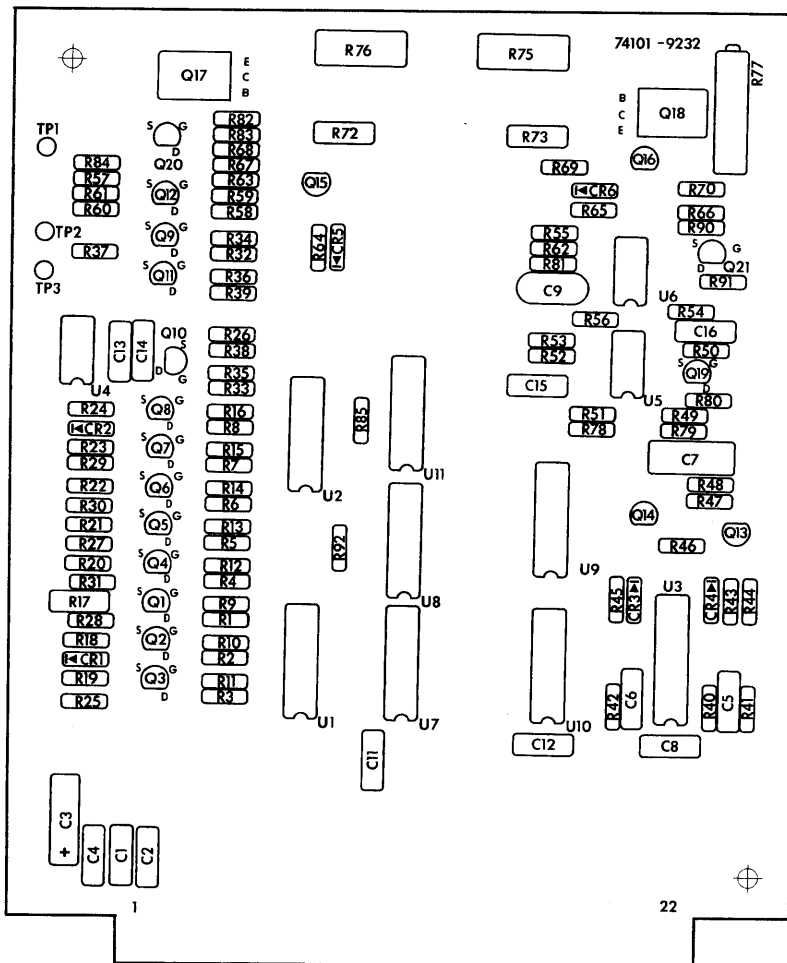 R76
R75
74101 -9232
R77
Q17
E
C
B
B
C
E
Q18
TP1
S
G
D
Q20
R82
R83
R68
R67
R63
R59
R58
R72
R73
Q16
R84
R57
R61
R60
S
G
Q12
D
Q15
R69
CR6
R65
R70
R66
R90
TP2
R37
S
G
Q9
D
R34
R32
R64
CR5
R55
R62
R81
S
G
D
Q21
R91
TP3
S
G
Q11
D
R36
R39
C9
U6
R54
R56
C16
C13
C14
Q10
S
D
G
R26
R38
R35
R33
R53
R52
R50
S
G
Q19
D
U4
C15
U5
R80
R24
CR2
R23
R29
R22
R30
R21
R27
R20
R31
R17
R28
R18
CR1
R19
R25
S
G
Q8
D
S
G
Q7
D
S
G
Q6
D
S
G
Q5
D
S
G
Q4
D
S
G
Q1
D
S
G
Q2
D
S
G
Q3
D
R16
R8
R15
R7
R14
R6
R13
R5
R12
R4
R9
R1
R10
R2
R11
R3
R85
U2
U11
R92
U8
U1
U7
C11
R51
R78
R49
R79
C7
R48
R47
Q14
Q13
R46
U9
R45
CR3
U3
CR4
R43
R44
U10
R42
C6
R40
C5
R41
C12
C8
C3
+
C4
C1
C2
1
22